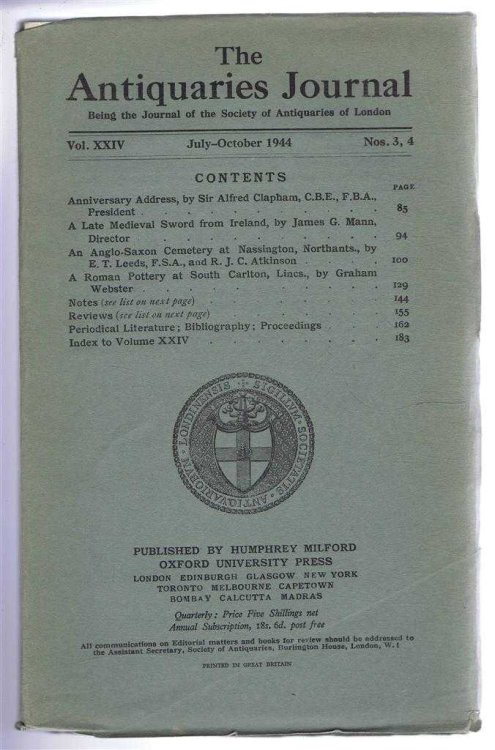 The
Antiquaries Journal
Being the Journal of the Society of Antiquaries of London
Vol. XXIV July–October 1944 Nos. 3, 4
CONTENTS
PAGE
Anniversary Address, by Sir Alfred Clapham, C.B.E., F.B.A.,
President . . . . . . . . . 85
A Late Medieval Sword from Ireland, by James G. Mann,
Director . . . . . . . . . 94
An Anglo-Saxon Cemetery at Nassington, Northants., by
E. T. Leeds, F.S.A., and R. J. C. Atkinson . . 100
A Roman Pottery at South Carlton, Lincs., by Graham
Webster . . . . . . . . . 129
Notes (see list on next page) . . . . . 144
Reviews (see list on next page) . . . . . 155
Periodical Literature; Bibliography; Proceedings . . 162
Index to Volume XXIV . . . . . . 183
SIGILLVM · SOCIETATIS · ANTIQVARIORVM · LONDINENSIS
PUBLISHED BY HUMPHREY MILFORD
OXFORD UNIVERSITY PRESS
LONDON EDINBURGH GLASGOW NEW YORK
TORONTO MELBOURNE CAPETOWN
BOMBAY CALCUTTA MADRAS
Quarterly: Price Five Shillings net
Annual Subscription, 18s. 6d. post free
All communications on Editorial matters and books for review should be addressed to
the Assistant Secretary, Society of Antiquaries, Burlington House, London, W.1
PRINTED IN GREAT BRITAIN